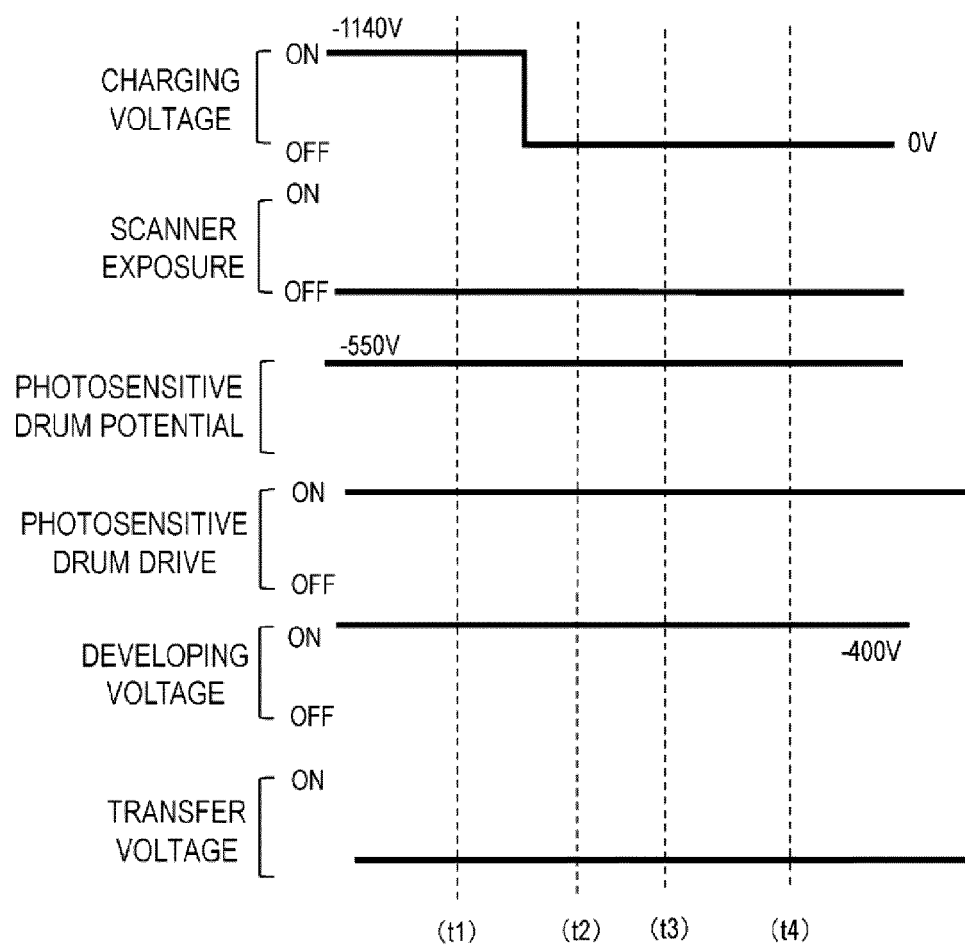 -1140V
ON
CHARGING
VOLTAGE
OFF
0V
ON
SCANNER
EXPOSURE
OFF
-550V
PHOTOSENSITIVE
DRUM POTENTIAL
ON
PHOTOSENSITIVE
DRUM DRIVE
OFF
ON
DEVELOPING
VOLTAGE
-400V
OFF
ON
TRANSFER
VOLTAGE
(t1) (t2) (t3) (t4)